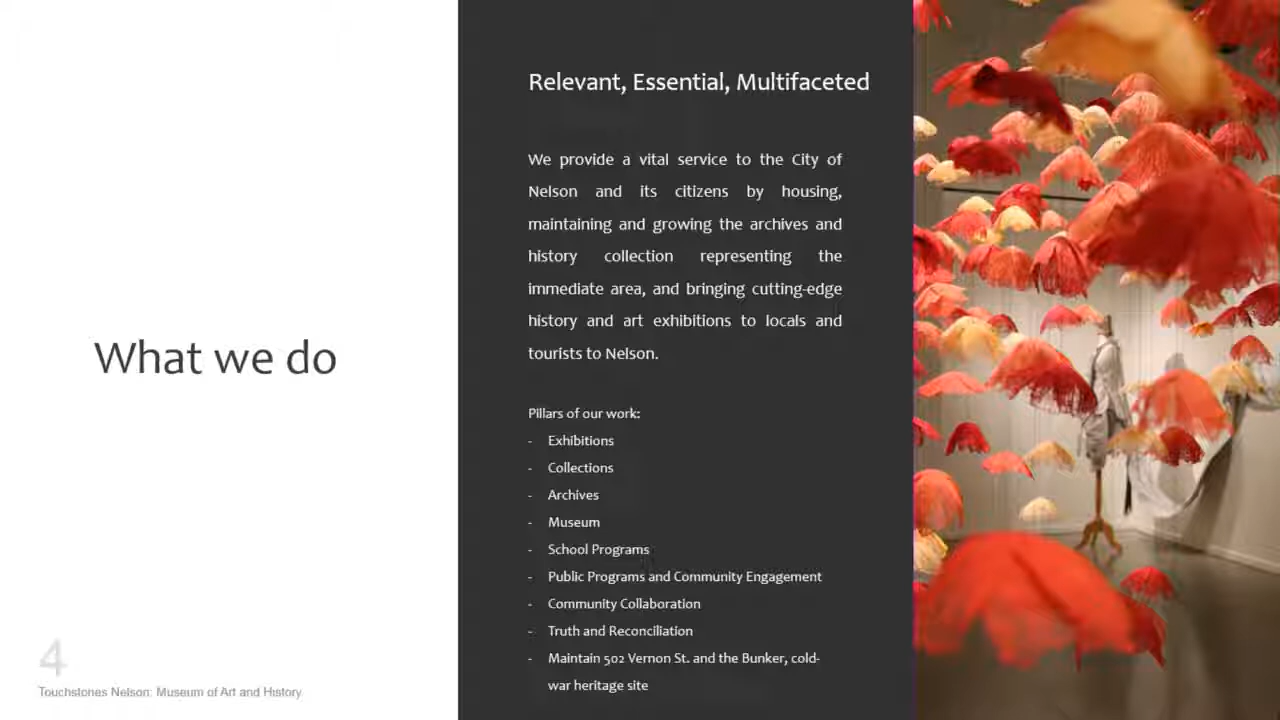 What we do
4
Touchstones Nelson: Museum of Art and History
Relevant, Essential, Multifaceted
We provide a vital service to the City of
Nelson and its citizens by housing,
maintaining and growing the archives and
history collection representing the
immediate area, and bringing cutting-edge
history and art exhibitions to locals and
tourists to Nelson.
Pillars of our work:
- Exhibitions
- Collections
- Archives
- Museum
- School Programs
- Public Programs and Community Engagement
- Community Collaboration
- Truth and Reconciliation
- Maintain 502 Vernon St. and the Bunker, cold-
war heritage site